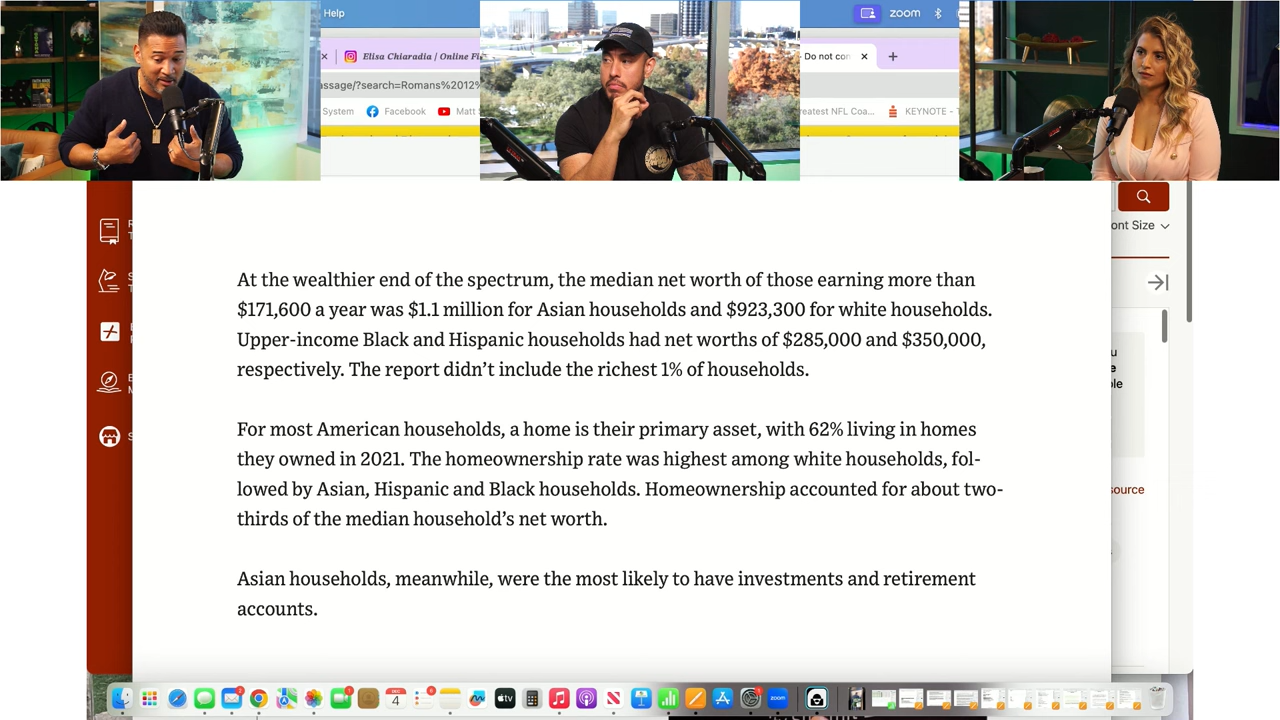 Help
zoom
Elisa Chiaradia | Online Fi
Do not con
assage/?search=Romans%2012%
System
Facebook
Matt
reatest NFL Coa...
KEYNOTE -
ont Size
At the wealthier end of the spectrum, the median net worth of those earning more than
$171,600 a year was $1.1 million for Asian households and $923,300 for white households.
Upper-income Black and Hispanic households had net worths of $285,000 and $350,000,
respectively. The report didn’t include the richest 1% of households.
For most American households, a home is their primary asset, with 62% living in homes
they owned in 2021. The homeownership rate was highest among white households, fol-
lowed by Asian, Hispanic and Black households. Homeownership accounted for about two-
thirds of the median household’s net worth.
Asian households, meanwhile, were the most likely to have investments and retirement
accounts.
source
DEC
4
tv
zoom